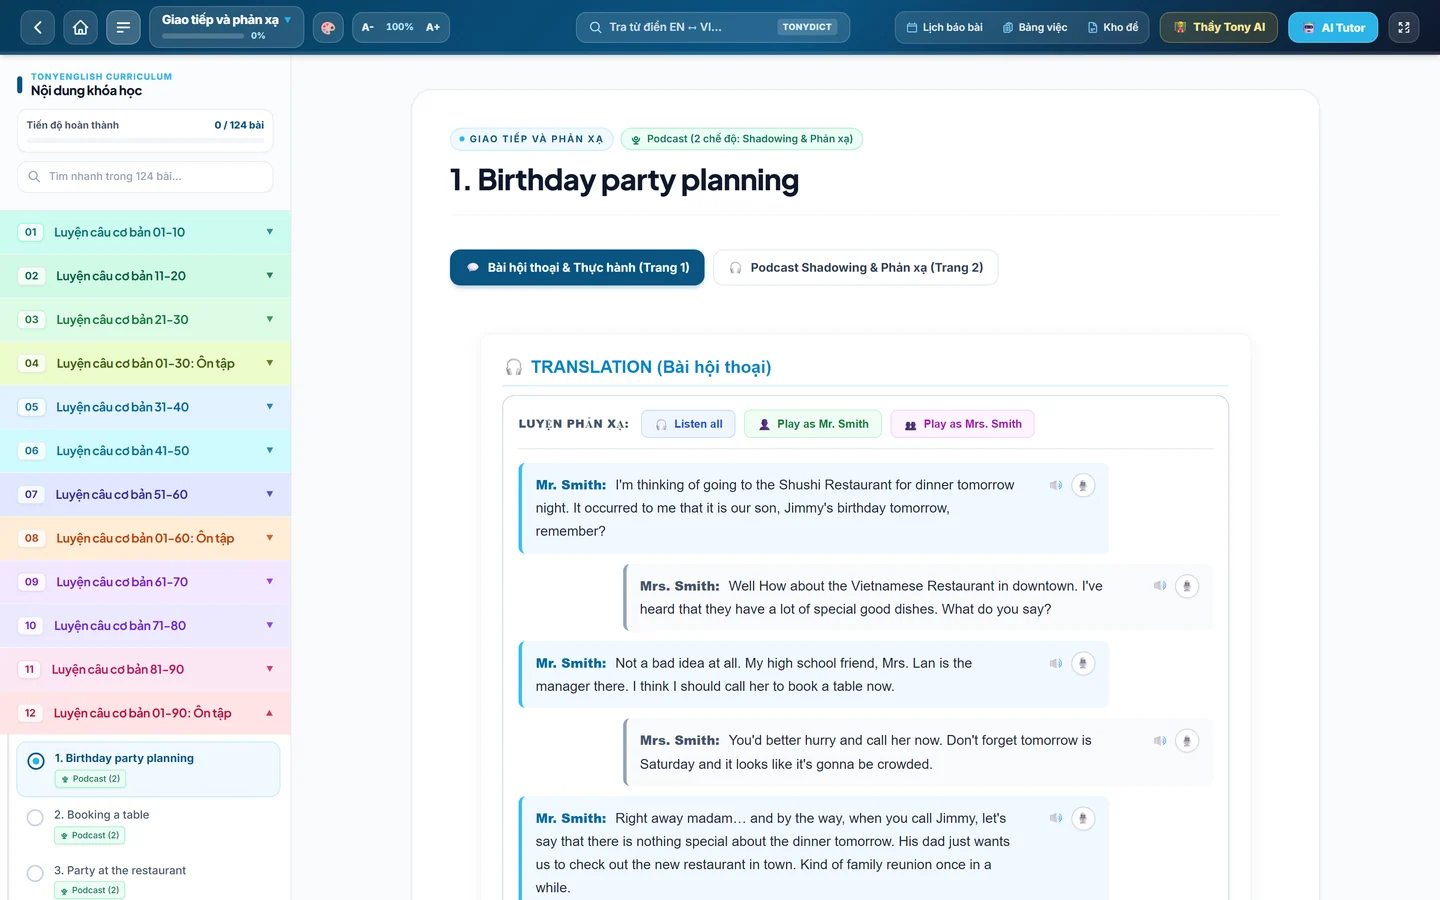 Giao tiếp và phản xạ ▼
0%
A-
100%
A+
Tra từ điển EN ↔ VI...
TONYDICT
Lịch báo bài
Bảng việc
Kho đề
Thầy Tony AI
AI Tutor
TONYENGLISH CURRICULUM
Nội dung khóa học
Tiến độ hoàn thành
0 / 124 bài
Tìm nhanh trong 124 bài...
01 Luyện câu cơ bản 01-10 ▼
02 Luyện câu cơ bản 11-20 ▼
03 Luyện câu cơ bản 21-30 ▼
04 Luyện câu cơ bản 01-30: Ôn tập ▼
05 Luyện câu cơ bản 31-40 ▼
06 Luyện câu cơ bản 41-50 ▼
07 Luyện câu cơ bản 51-60 ▼
08 Luyện câu cơ bản 01-60: Ôn tập ▼
09 Luyện câu cơ bản 61-70 ▼
10 Luyện câu cơ bản 71-80 ▼
11 Luyện câu cơ bản 81-90 ▼
12 Luyện câu cơ bản 01-90: Ôn tập ▲
1. Birthday party planning
Podcast (2)
2. Booking a table
Podcast (2)
3. Party at the restaurant
Podcast (2)
GIAO TIẾP VÀ PHẢN XẠ
Podcast (2 chế độ: Shadowing & Phản xạ)
1. Birthday party planning
Bài hội thoại & Thực hành (Trang 1)
Podcast Shadowing & Phản xạ (Trang 2)
TRANSLATION (Bài hội thoại)
LUYỆN PHẢN XẠ:
Listen all
Play as Mr. Smith
Play as Mrs. Smith
Mr. Smith: I'm thinking of going to the Shushi Restaurant for dinner tomorrow
night. It occurred to me that it is our son, Jimmy's birthday tomorrow,
remember?
Mrs. Smith: Well How about the Vietnamese Restaurant in downtown. I've
heard that they have a lot of special good dishes. What do you say?
Mr. Smith: Not a bad idea at all. My high school friend, Mrs. Lan is the
manager there. I think I should call her to book a table now.
Mrs. Smith: You'd better hurry and call her now. Don't forget tomorrow is
Saturday and it looks like it's gonna be crowded.
Mr. Smith: Right away madam... and by the way, when you call Jimmy, let's
say that there is nothing special about the dinner tomorrow. His dad just wants
us to check out the new restaurant in town. Kind of family reunion once in a
while.